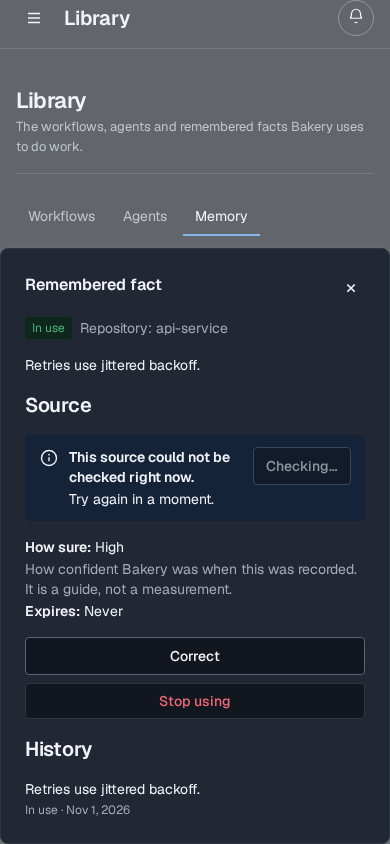 Library
Library
The workflows, agents and remembered facts Bakery uses
to do work.
Workflows Agents Memory
Remembered fact
In use Repository: api-service
Retries use jittered backoff.
Source
This source could not be
checked right now.
Try again in a moment.
Checking...
How sure: High
How confident Bakery was when this was recorded.
It is a guide, not a measurement.
Expires: Never
Correct
Stop using
History
Retries use jittered backoff.
In use · Nov 1, 2026